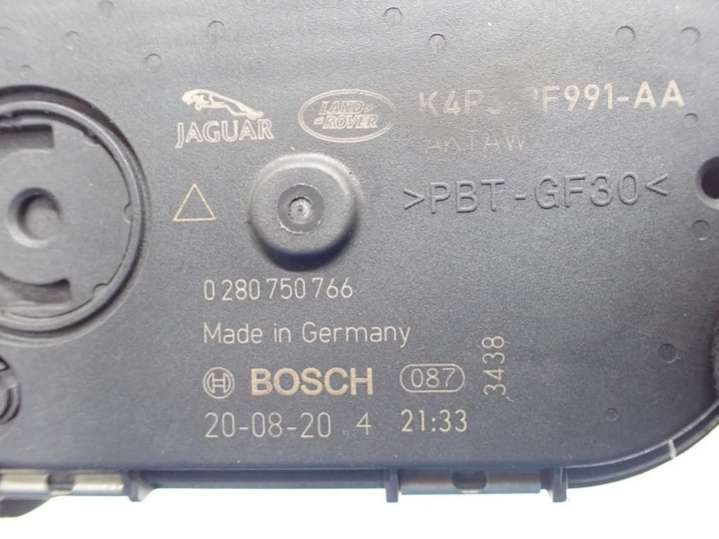 JAGUAR
LAND-
-ROVER
>PBT-GF30<
0 280 750 766
Made in Germany
BOSCH
087
3438
20-08-20 4 21:33